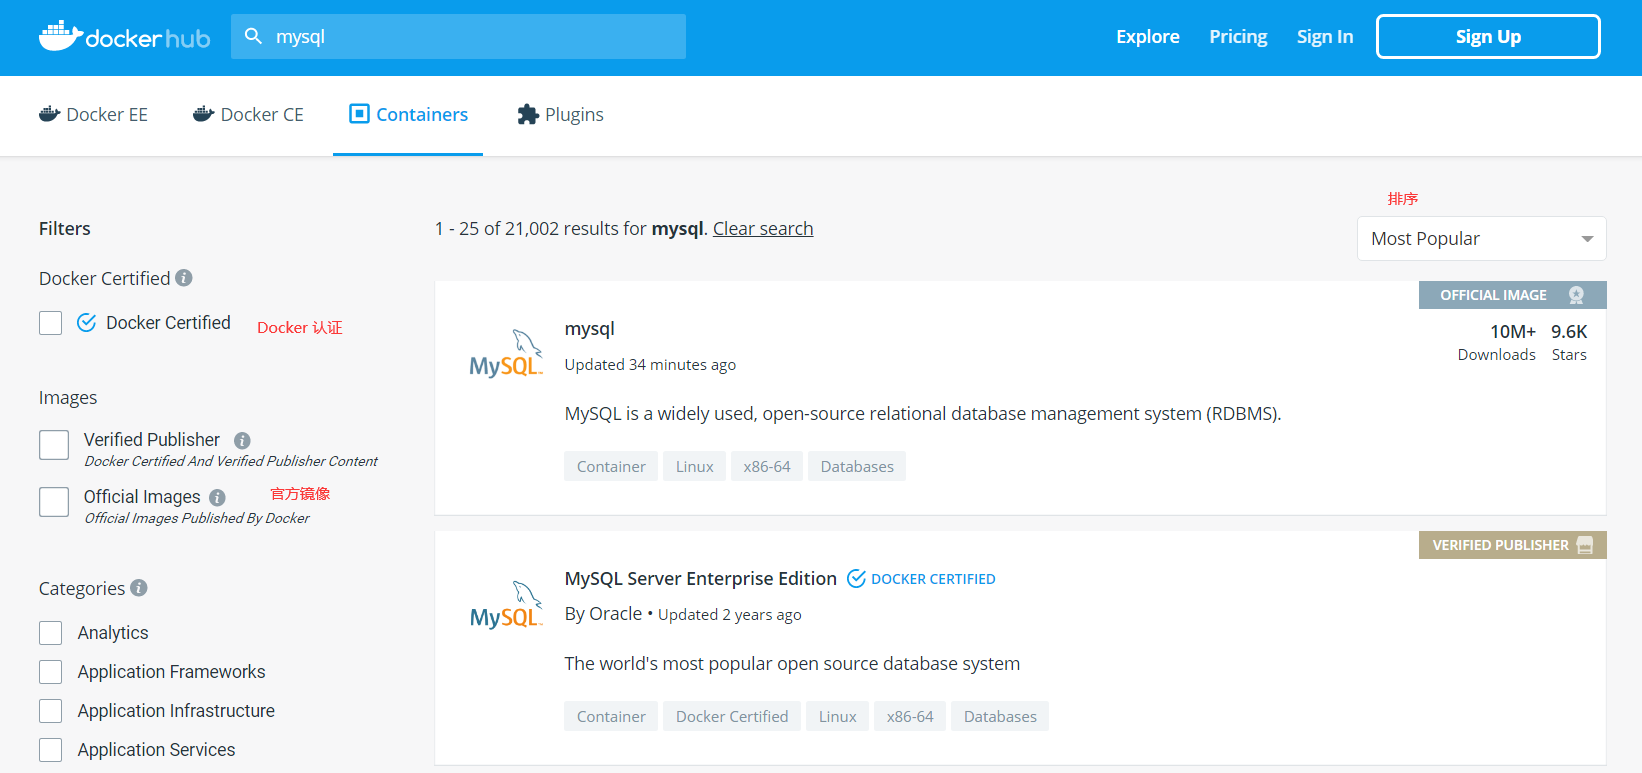 docker hub
mysql
Explore
Pricing
Sign In
Sign Up
Docker EE
Docker CE
Containers
Plugins
排序
Filters
1 - 25 of 21,002 results for mysql. Clear search
Most Popular
Docker Certified
Docker Certified
Docker 认证
Images
Verified Publisher
Docker Certified And Verified Publisher Content
Official Images
官方镜像
Official Images Published By Docker
Categories
Analytics
Application Frameworks
Application Infrastructure
Application Services
OFFICIAL IMAGE
MySQL
mysql
10M+
9.6K
Downloads
Stars
Updated 34 minutes ago
MySQL is a widely used, open-source relational database management system (RDBMS).
Container
Linux
x86-64
Databases
VERIFIED PUBLISHER
MySQL
MySQL Server Enterprise Edition
DOCKER CERTIFIED
By Oracle • Updated 2 years ago
The world's most popular open source database system
Container
Docker Certified
Linux
x86-64
Databases